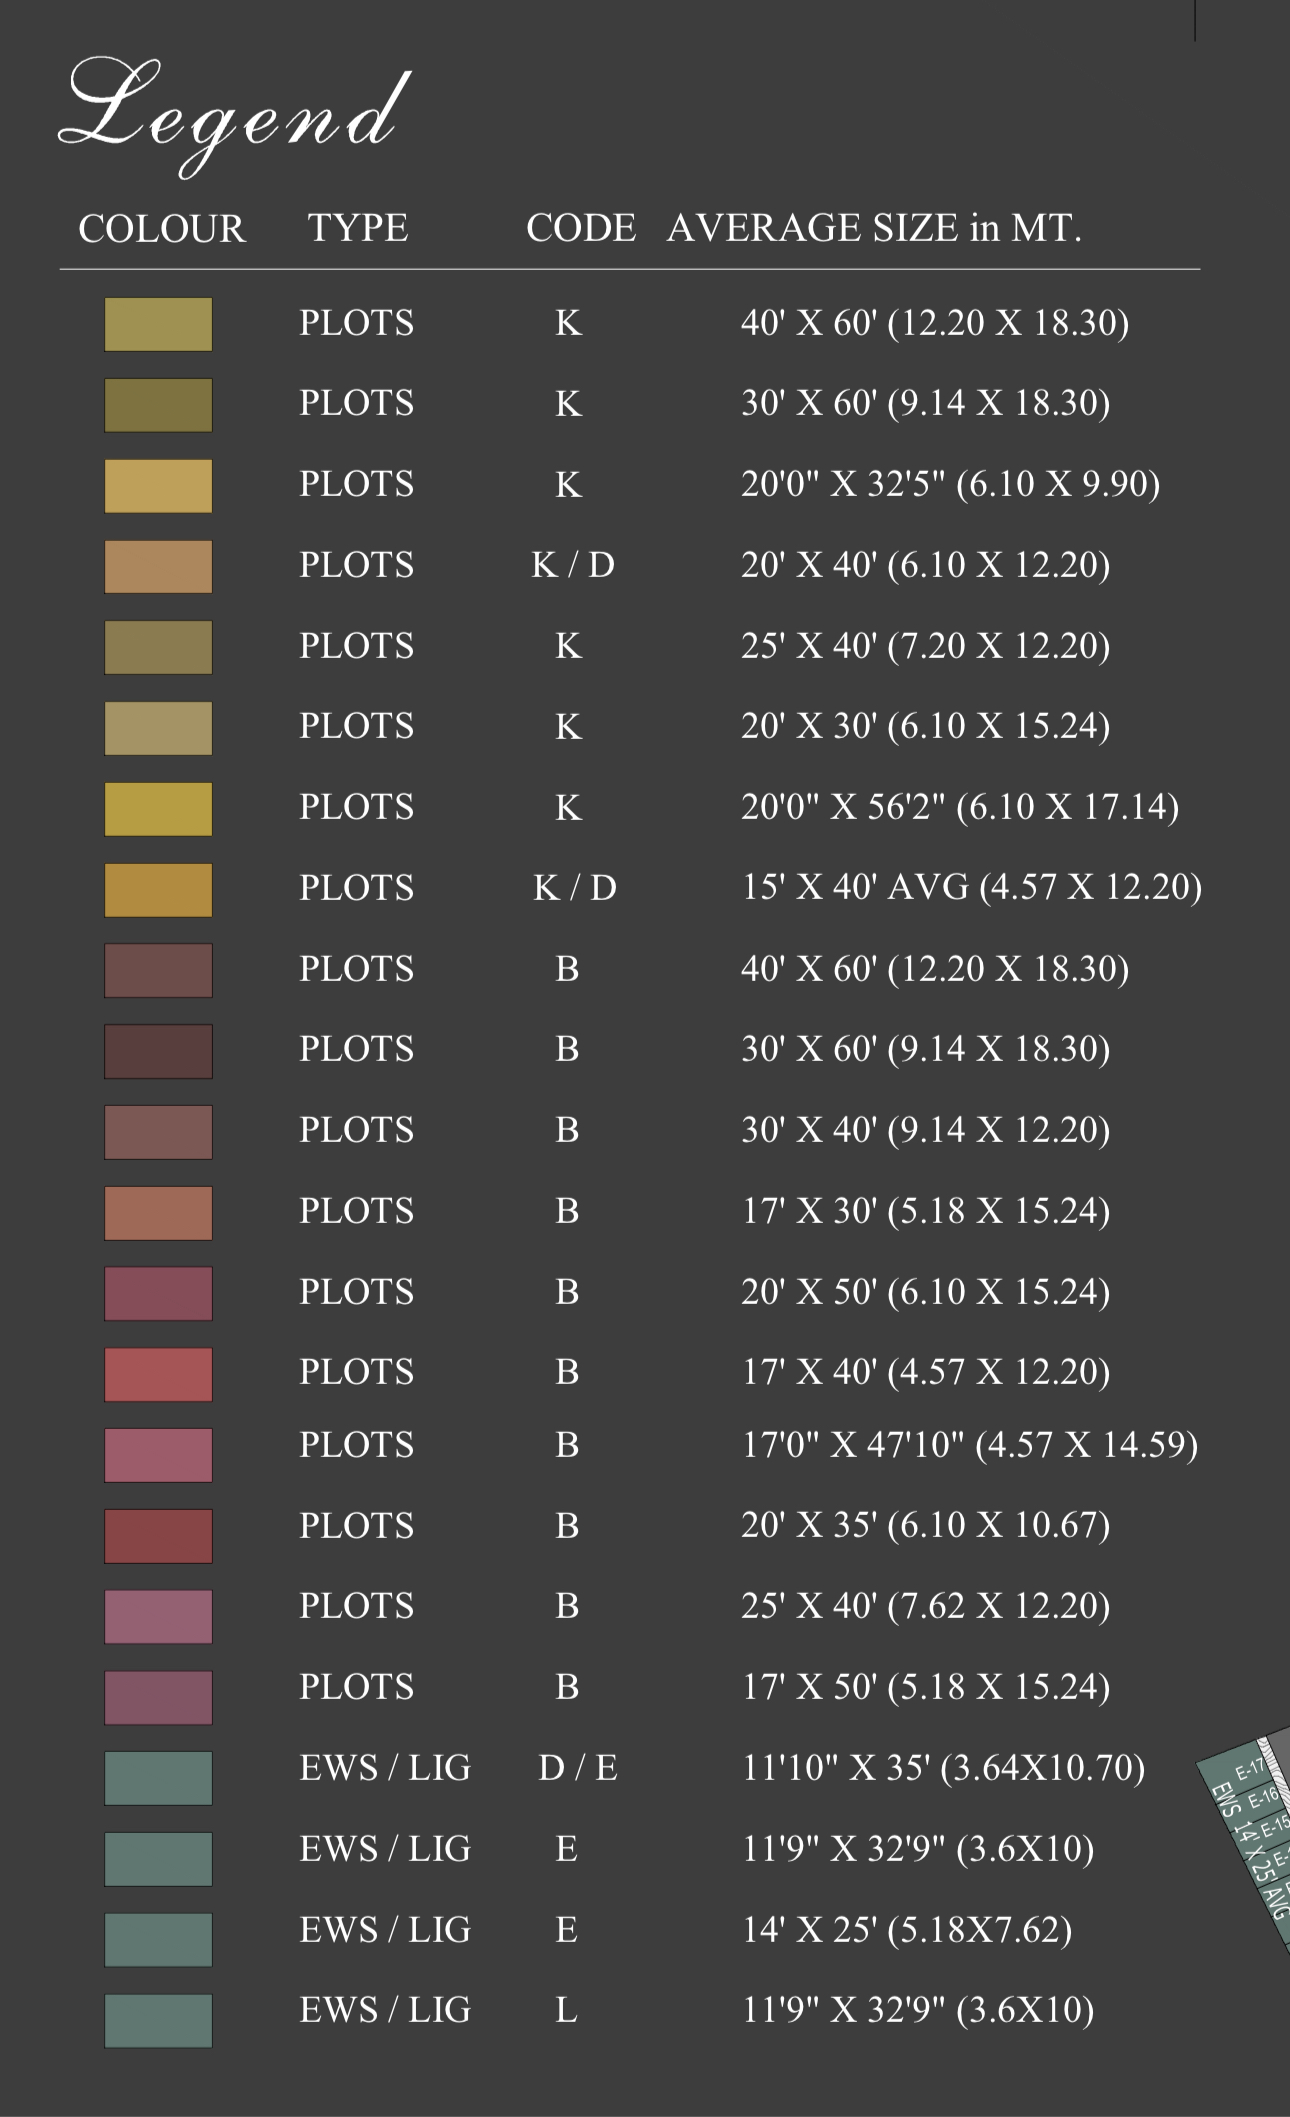 Legend
COLOUR TYPE CODE AVERAGE SIZE in MT.
PLOTS K 40' X 60' (12.20 X 18.30)
PLOTS K 30' X 60' (9.14 X 18.30)
PLOTS K 20'0" X 32'5" (6.10 X 9.90)
PLOTS K / D 20' X 40' (6.10 X 12.20)
PLOTS K 25' X 40' (7.20 X 12.20)
PLOTS K 20' X 30' (6.10 X 15.24)
PLOTS K 20'0" X 56'2" (6.10 X 17.14)
PLOTS K / D 15' X 40' AVG (4.57 X 12.20)
PLOTS B 40' X 60' (12.20 X 18.30)
PLOTS B 30' X 60' (9.14 X 18.30)
PLOTS B 30' X 40' (9.14 X 12.20)
PLOTS B 17' X 30' (5.18 X 15.24)
PLOTS B 20' X 50' (6.10 X 15.24)
PLOTS B 17' X 40' (4.57 X 12.20)
PLOTS B 17'0" X 47'10" (4.57 X 14.59)
PLOTS B 20' X 35' (6.10 X 10.67)
PLOTS B 25' X 40' (7.62 X 12.20)
PLOTS B 17' X 50' (5.18 X 15.24)
EWS / LIG D / E 11'10" X 35' (3.64X10.70)
EWS / LIG E 11'9" X 32'9" (3.6X10)
EWS / LIG E 14' X 25' (5.18X7.62)
EWS / LIG L 11'9" X 32'9" (3.6X10)
E-17
E-16
E-15
EWS 14' X 25' AVG